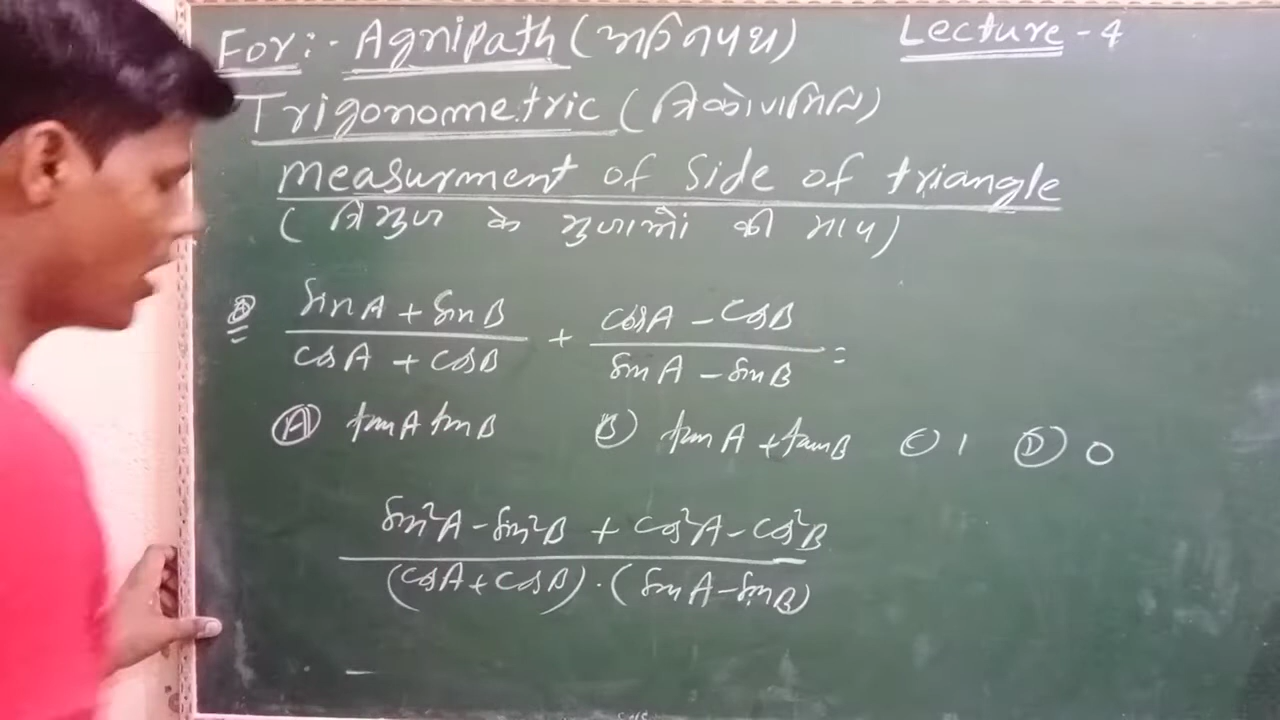 For:- Agnipath (अग्निपथ) Lecture-4
Trigonometric (त्रिकोणमिति)
measurment of side of triangle
(त्रिभुज के भुजाओं की माप)
(sinA + sinB)/(cosA + cosB) + (cosA - cosB)/(sinA - sinB) =
(A) tanA tanB B) tanA + tanB C) 1 (D) 0
sin²A - sin²B + cos²A - cos²B
(cosA + cosB) . (sinA - sinB)